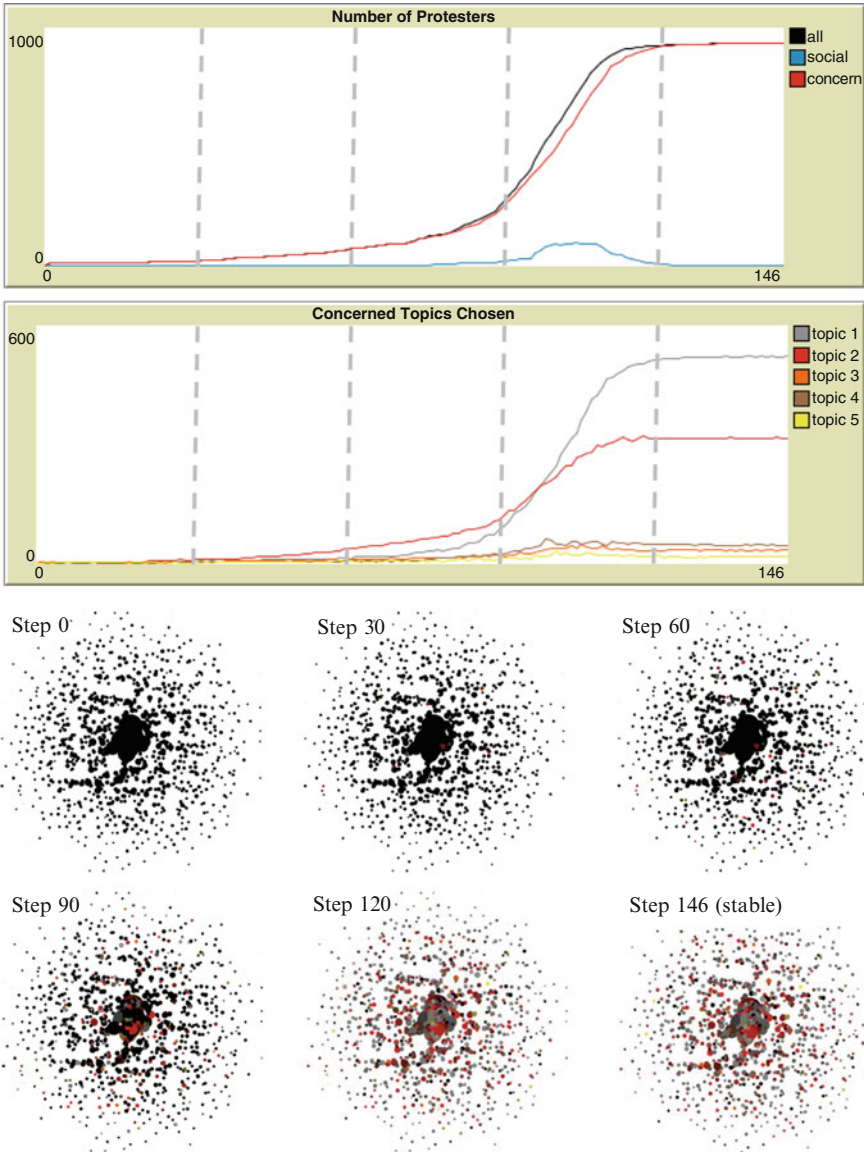 Number of Protesters
1000
0
0
146
all
social
concern
Concerned Topics Chosen
600
0
0
146
topic 1
topic 2
topic 3
topic 4
topic 5
Step 0
Step 30
Step 60
Step 90
Step 120
Step 146 (stable)